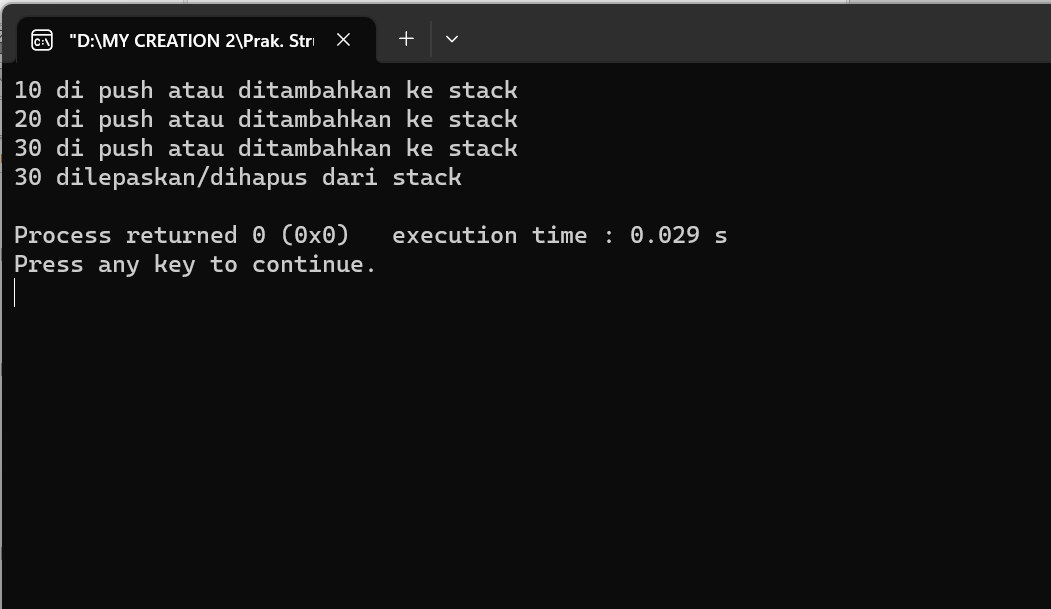 "D:\MY CREATION 2\Prak. Str
10 di push atau ditambahkan ke stack
20 di push atau ditambahkan ke stack
30 di push atau ditambahkan ke stack
30 dilepaskan/dihapus dari stack
Process returned 0 (0x0)   execution time : 0.029 s
Press any key to continue.